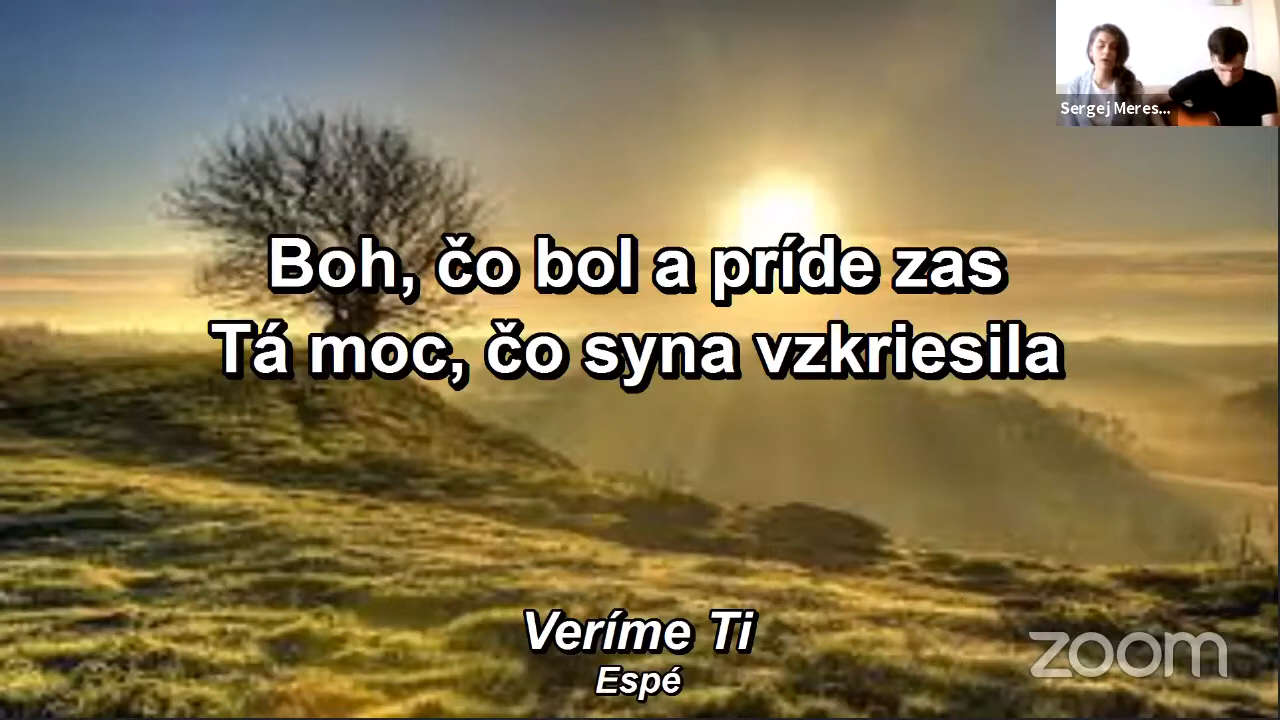 Sergej Meres...
Boh, čo bol a príde zas
Tá moc, čo syna vzkriesila
Veríme Ti
Espé
zoom